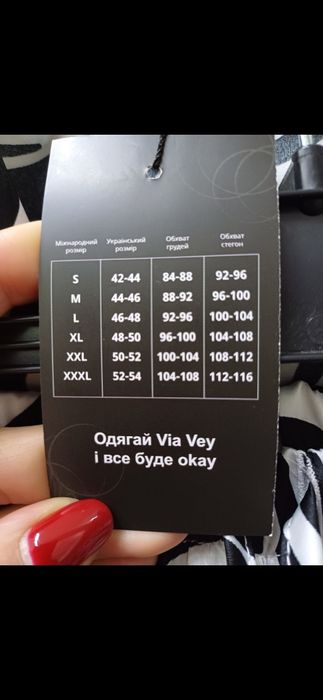 Міжнародний розмір Український розмір Обхват грудей Обхват стегон
S 42-44 84-88 92-96
M 44-46 88-92 96-100
L 46-48 92-96 100-104
XL 48-50 96-100 104-108
XXL 50-52 100-104 108-112
XXXL 52-54 104-108 112-116
Одягай Via Vey
і все буде okay